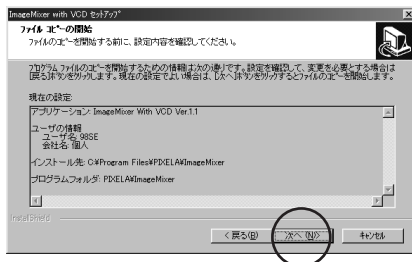 ImageMixer with VCD ｾｯﾄｱｯﾌﾟ
ﾌｧｲﾙ ｺﾋﾟｰの開始
ﾌｧｲﾙのｺﾋﾟｰを開始する前に、設定内容を確認してください。
ﾌﾟﾛｸﾞﾗﾑ ﾌｧｲﾙのｺﾋﾟｰを開始するための情報は次の通りです。設定を確認して、変更を必要とする場合は
[戻る]ﾎﾞﾀﾝをｸﾘｯｸします。現在の設定でよい場合は、[次へ]ﾎﾞﾀﾝをｸﾘｯｸするとﾌｧｲﾙのｺﾋﾟｰを開始します。
現在の設定:
アプリケーション: ImageMixer With VCD Ver.1.1
ユーザの情報
ユーザ名: 98SE
会社名: 個人
インストール先: C:¥Program Files¥PIXELA¥ImageMixer
プログラムフォルダ: PIXELA¥ImageMixer
InstallShield
< 戻る(B)
次へ (N)>
ｷｬﾝｾﾙ